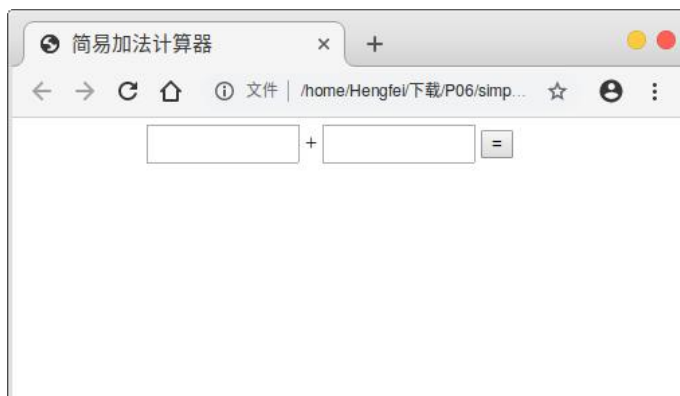 简易加法计算器
文件 /home/Hengfei/下载/P06/simp...
+ =